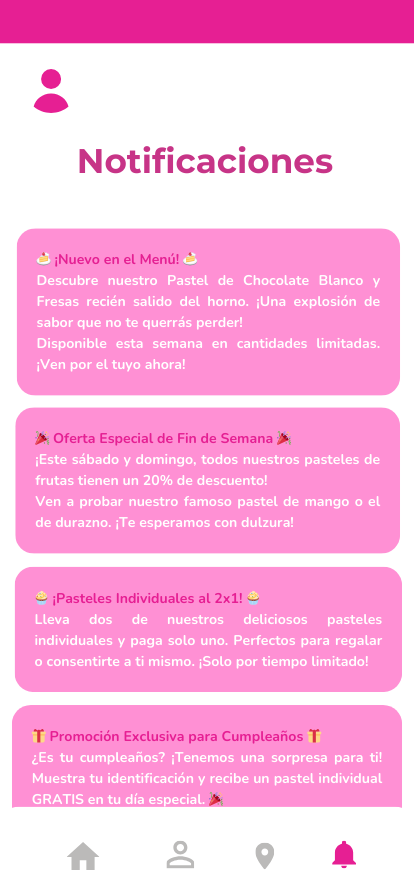 Notificaciones
🍰 ¡Nuevo en el Menú! 🍰
Descubre nuestro Pastel de Chocolate Blanco y
Fresas recién salido del horno. ¡Una explosión de
sabor que no te querrás perder!
Disponible esta semana en cantidades limitadas.
¡Ven por el tuyo ahora!
🎉 Oferta Especial de Fin de Semana 🎉
¡Este sábado y domingo, todos nuestros pasteles de
frutas tienen un 20% de descuento!
Ven a probar nuestro famoso pastel de mango o el
de durazno. ¡Te esperamos con dulzura!
🧁 ¡Pasteles Individuales al 2x1! 🧁
Lleva dos de nuestros deliciosos pasteles
individuales y paga solo uno. Perfectos para regalar
o consentirte a ti mismo. ¡Solo por tiempo limitado!
🎁 Promoción Exclusiva para Cumpleaños 🎁
¿Es tu cumpleaños? ¡Tenemos una sorpresa para ti!
Muestra tu identificación y recibe un pastel individual
GRATIS en tu día especial. 🎉